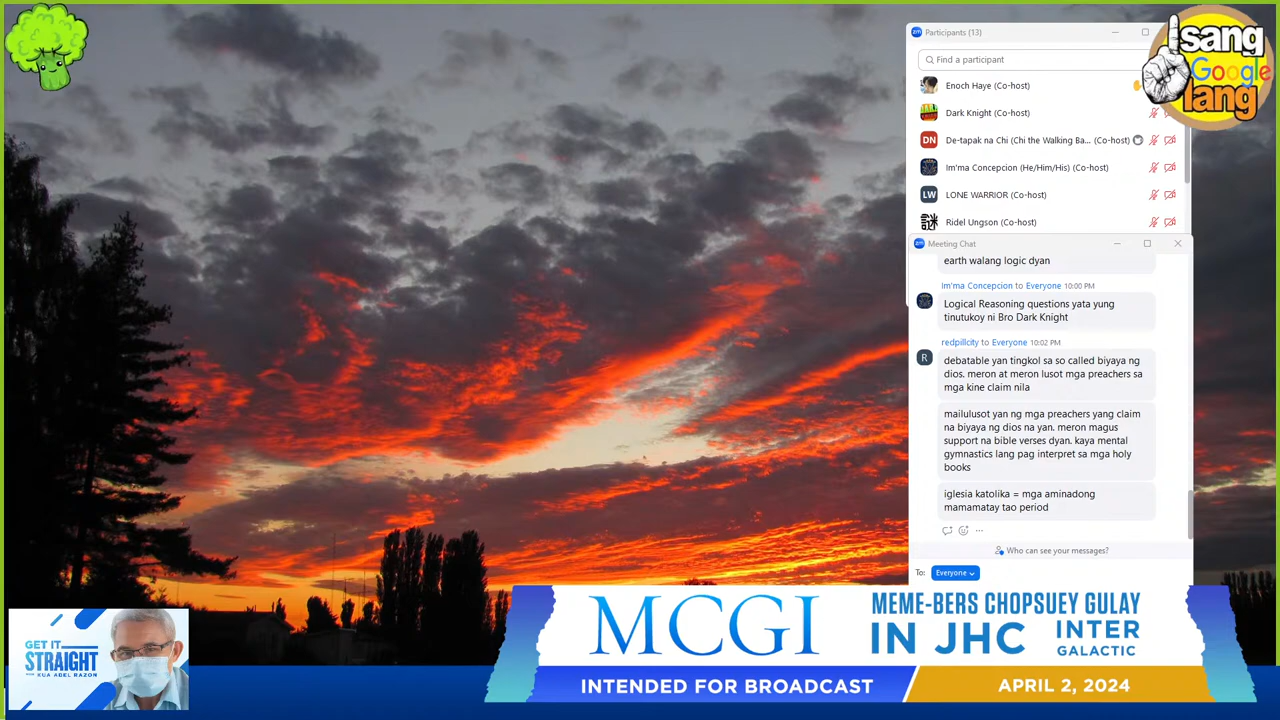 Participants (13)
Find a participant
Enoch Haye (Co-host)
Dark Knight (Co-host)
DN De-tapak na Chi (Chi the Walking Ba... (Co-host)
Im'ma Concepcion (He/Him/His) (Co-host)
LW LONE WARRIOR (Co-host)
Ridel Ungson (Co-host)
isang
Google
lang
Meeting Chat
earth walang logic dyan
Im'ma Concepcion to Everyone 10:00 PM
Logical Reasoning questions yata yung
tinutukoy ni Bro Dark Knight
redpillcity to Everyone 10:02 PM
R
debatable yan tingkol sa so called biyaya ng
dios. meron at meron lusot mga preachers sa
mga kine claim nila
mailulusot yan ng mga preachers yang claim
na biyaya ng dios na yan. meron magus
support na bible verses dyan. kaya mental
gymnastics lang pag interpret sa mga holy
books
iglesia katolika = mga aminadong
mamamatay tao period
Who can see your messages?
To: Everyone
GET IT
STRAIGHT
KUYA ADEL RAZON
MCGI
MEME-BERS CHOPSUEY GULAY
IN JHC
INTER
GALACTIC
INTENDED FOR BROADCAST
APRIL 2, 2024